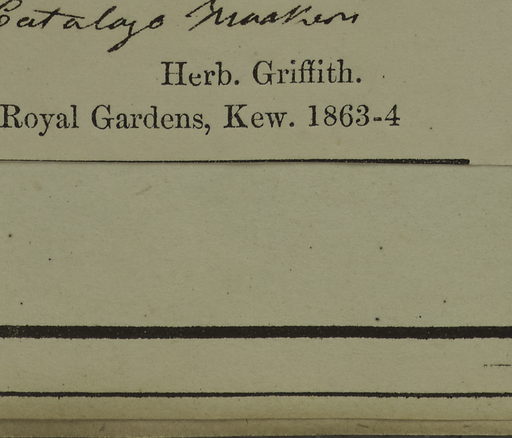 Herb. Griffith.
Royal Gardens, Kew. 1863-4